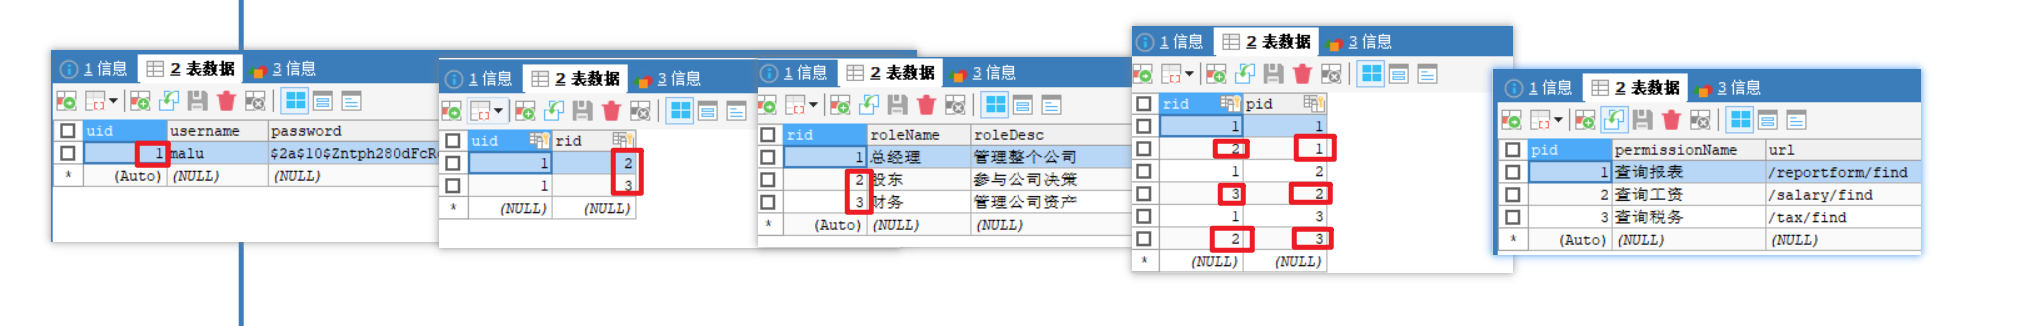 1 信息 2 表数据 3 信息
uid username password
1 malu $2a$10$Zntph280dFcR
* (Auto) (NULL) (NULL)
1 信息 2 表数据 3 信息
uid rid
1 2
1 3
* (NULL) (NULL)
1 信息 2 表数据 3 信息
rid roleName roleDesc
1 总经理 管理整个公司
2 股东 参与公司决策
3 财务 管理公司资产
* (Auto) (NULL) (NULL)
1 信息 2 表数据 3 信息
rid pid
1 1
2 1
1 2
3 2
1 3
2 3
* (NULL) (NULL)
1 信息 2 表数据 3 信息
pid permissionName url
1 查询报表 /reportform/find
2 查询工资 /salary/find
3 查询税务 /tax/find
* (Auto) (NULL) (NULL)